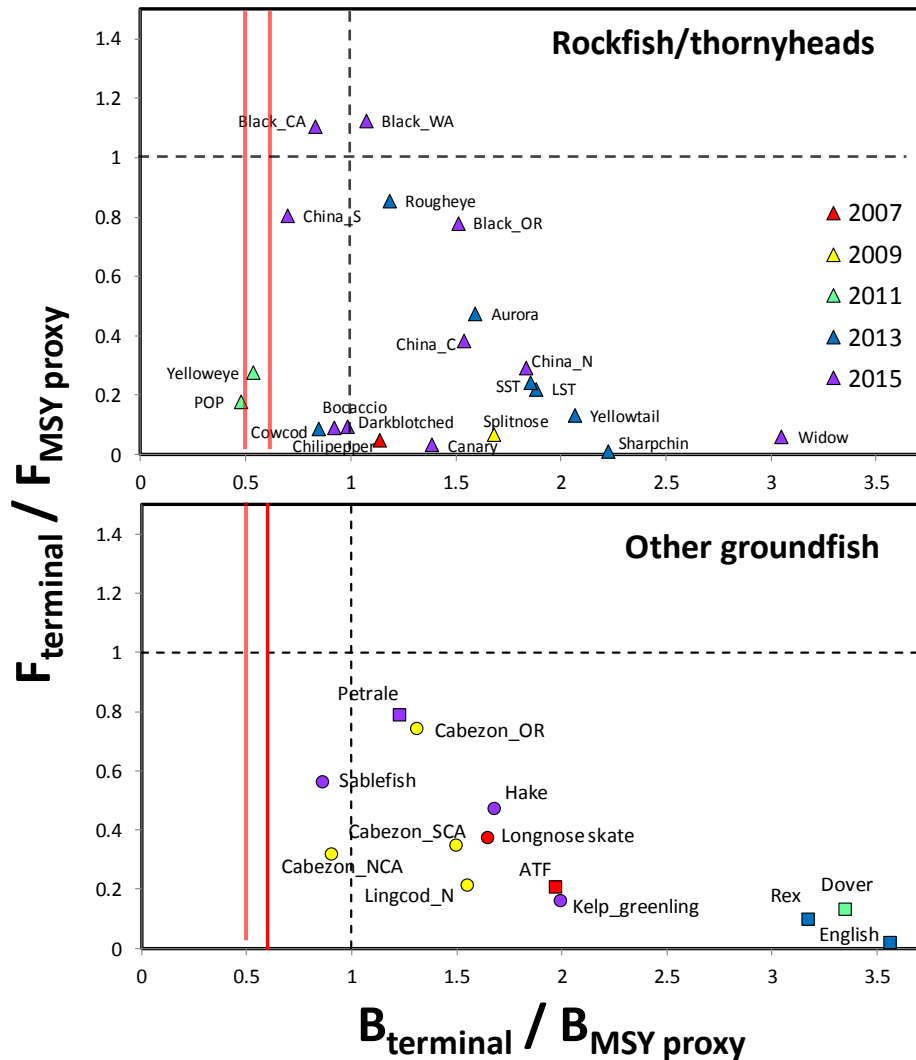 Rockfish/thornyheads
1.4
1.2
1
0.8
0.6
0.4
0.2
0
Black_CA
Black_WA
China_S
Rougheye
Black_OR
2007
2009
2011
2013
2015
Aurora
China_C
China_N
Yelloweye
SST
LST
POP
Bocaccio
Darkblotched
Splitnose
Yellowtail
Cowcod
Chilipepper
Canary
Sharpchin
Widow
0 0.5 1 1.5 2 2.5 3 3.5
F terminal / F MSY proxy
Other groundfish
1.4
1.2
1
0.8
0.6
0.4
0.2
0
Petrale
Cabezon_OR
Sablefish
Hake
Cabezon_SCA
Longnose skate
Cabezon_NCA
ATF
Lingcod_N
Kelp_greenling
Rex
Dover
English
0 0.5 1 1.5 2 2.5 3 3.5
B terminal / B MSY proxy